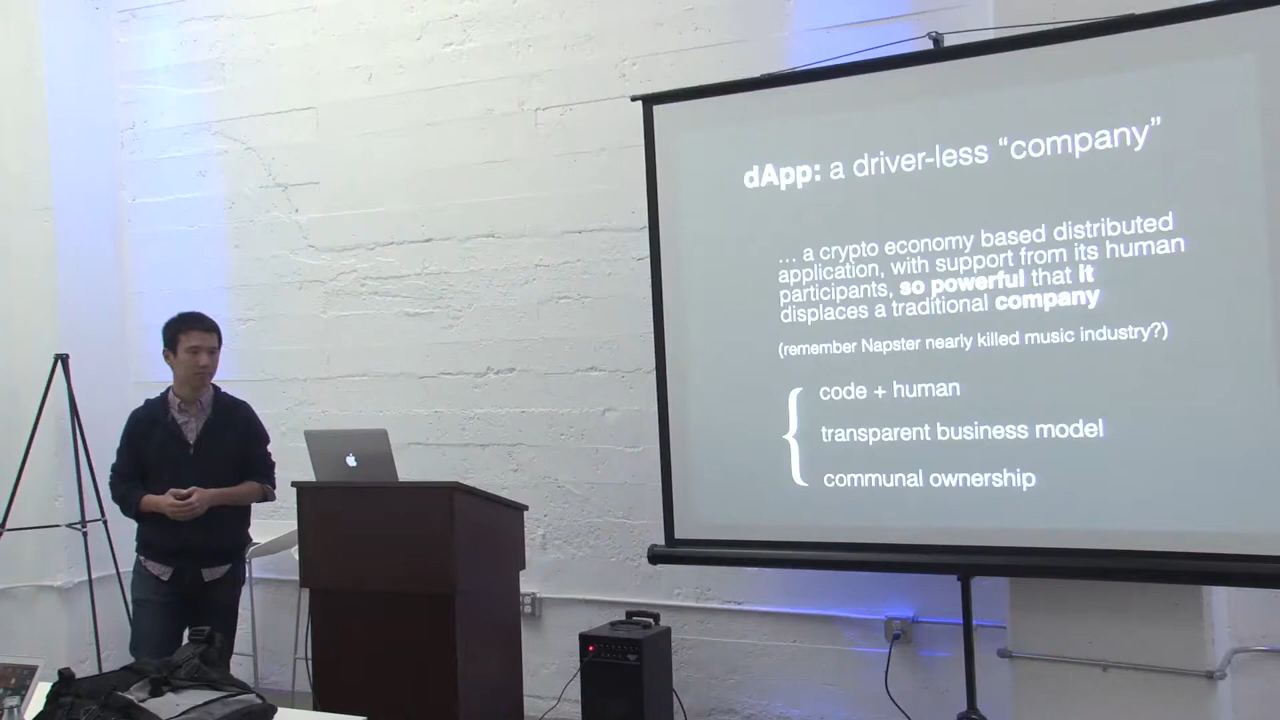 dApp: a driver-less “company”
... a crypto economy based distributed
application, with support from its human
participants, so powerful that it
displaces a traditional company
(remember Napster nearly killed music industry?)
code + human
transparent business model
communal ownership